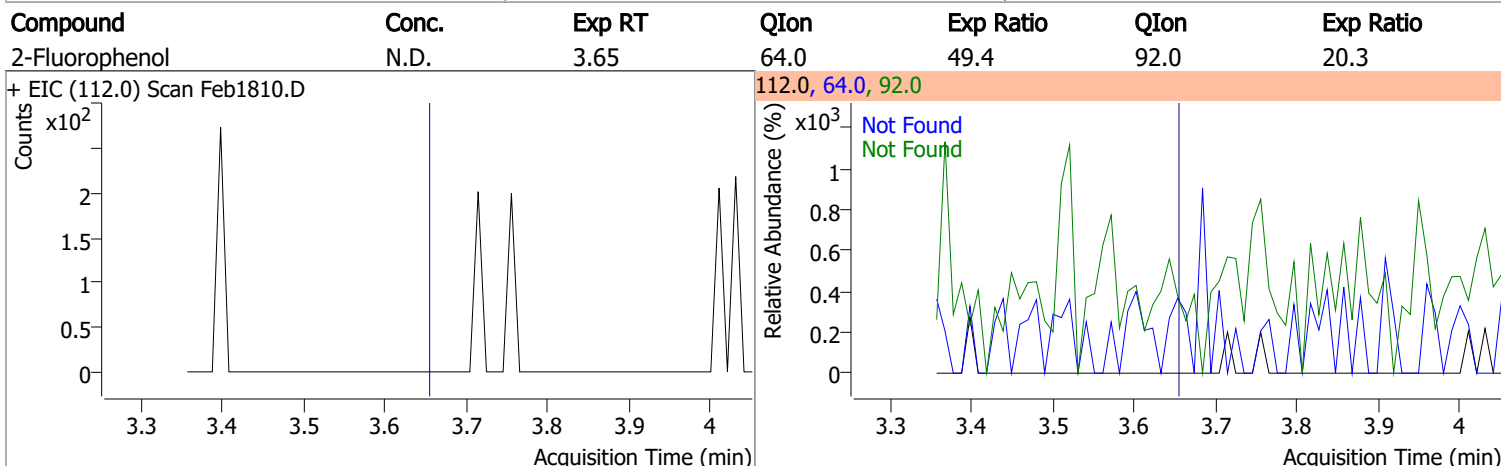 Compound Conc. Exp RT QIon Exp Ratio QIon Exp Ratio
2-Fluorophenol N.D. 3.65 64.0 49.4 92.0 20.3
+ EIC (112.0) Scan Feb1810.D
Counts
x10²
2
1.5
1
0.5
0
3.3 3.4 3.5 3.6 3.7 3.8 3.9 4
Acquisition Time (min)
112.0, 64.0, 92.0
Relative Abundance (%)
x10³
Not Found
Not Found
1
0.8
0.6
0.4
0.2
0
3.3 3.4 3.5 3.6 3.7 3.8 3.9 4
Acquisition Time (min)